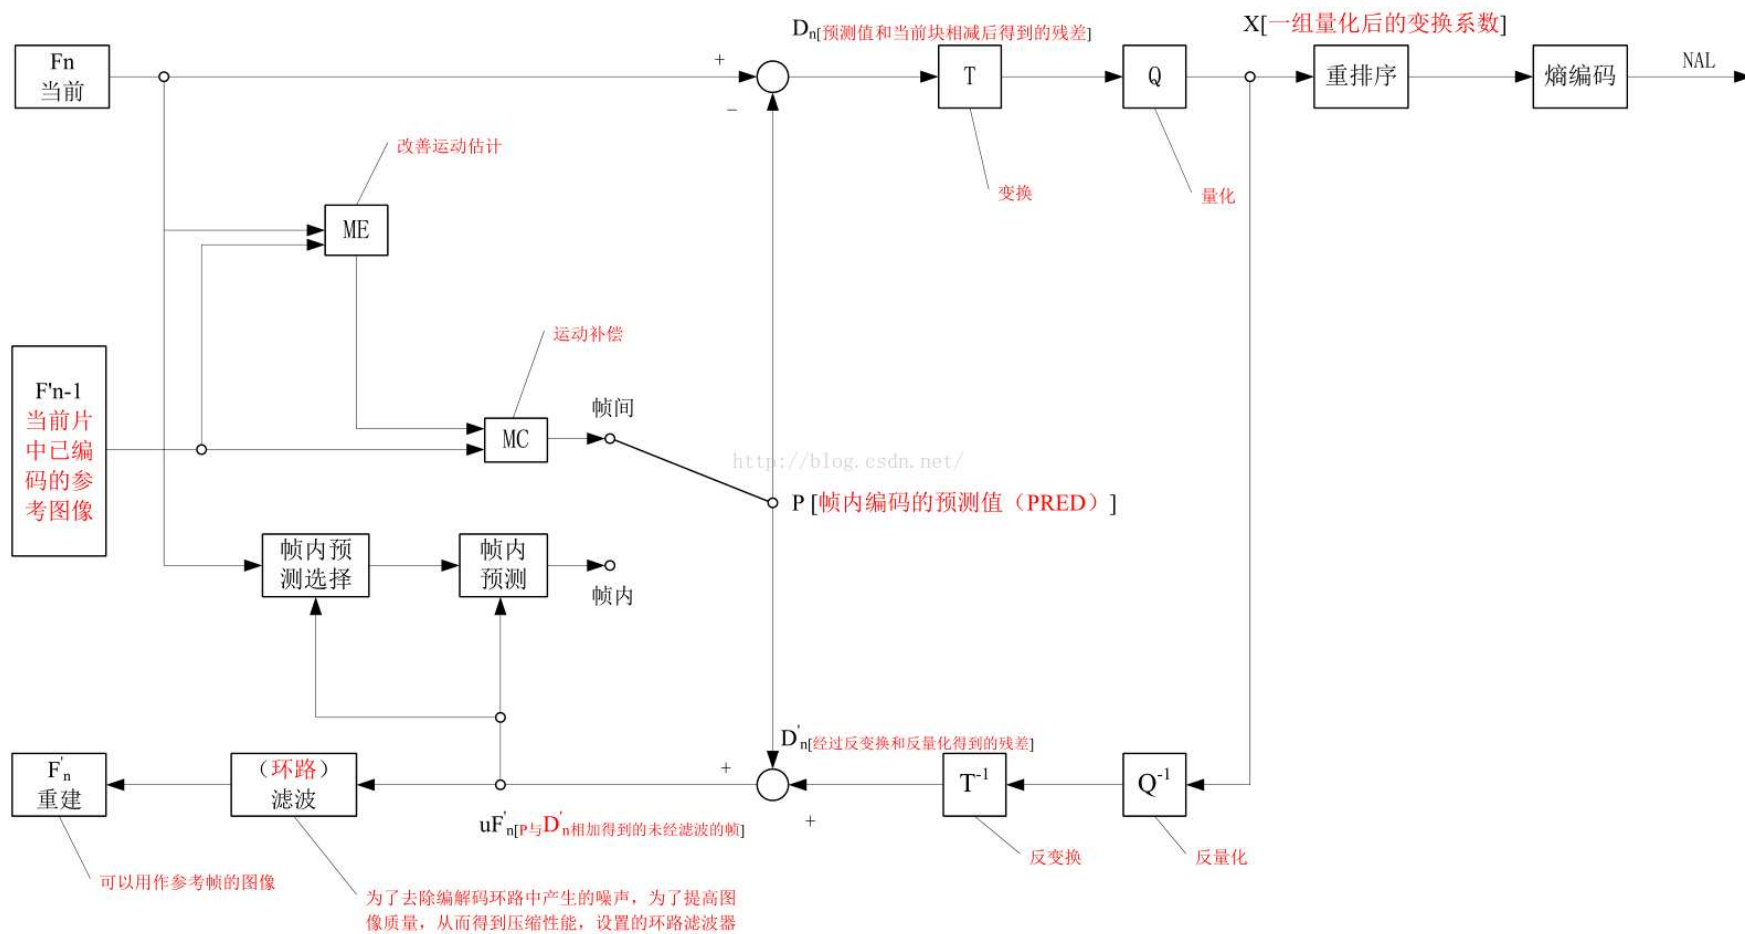 Dn[预测值和当前块相减后得到的残差]
X[一组量化后的变换系数]
Fn
当前
+
−
T
Q
重排序
熵编码
NAL
改善运动估计
变换
量化
ME
运动补偿
F'n-1
当前片
中已编
码的参
考图像
MC
帧间
http://blog.csdn.net/
P [帧内编码的预测值（PRED）]
帧内预
测选择
帧内
预测
帧内
D'n[经过反变换和反量化得到的残差]
F'n
重建
（环路）
滤波
+
T-1
Q-1
uF'n[P与D'n相加得到的未经滤波的帧]
+
反变换
反量化
可以用作参考帧的图像
为了去除编解码环路中产生的噪声，为了提高图
像质量，从而得到压缩性能，设置的环路滤波器